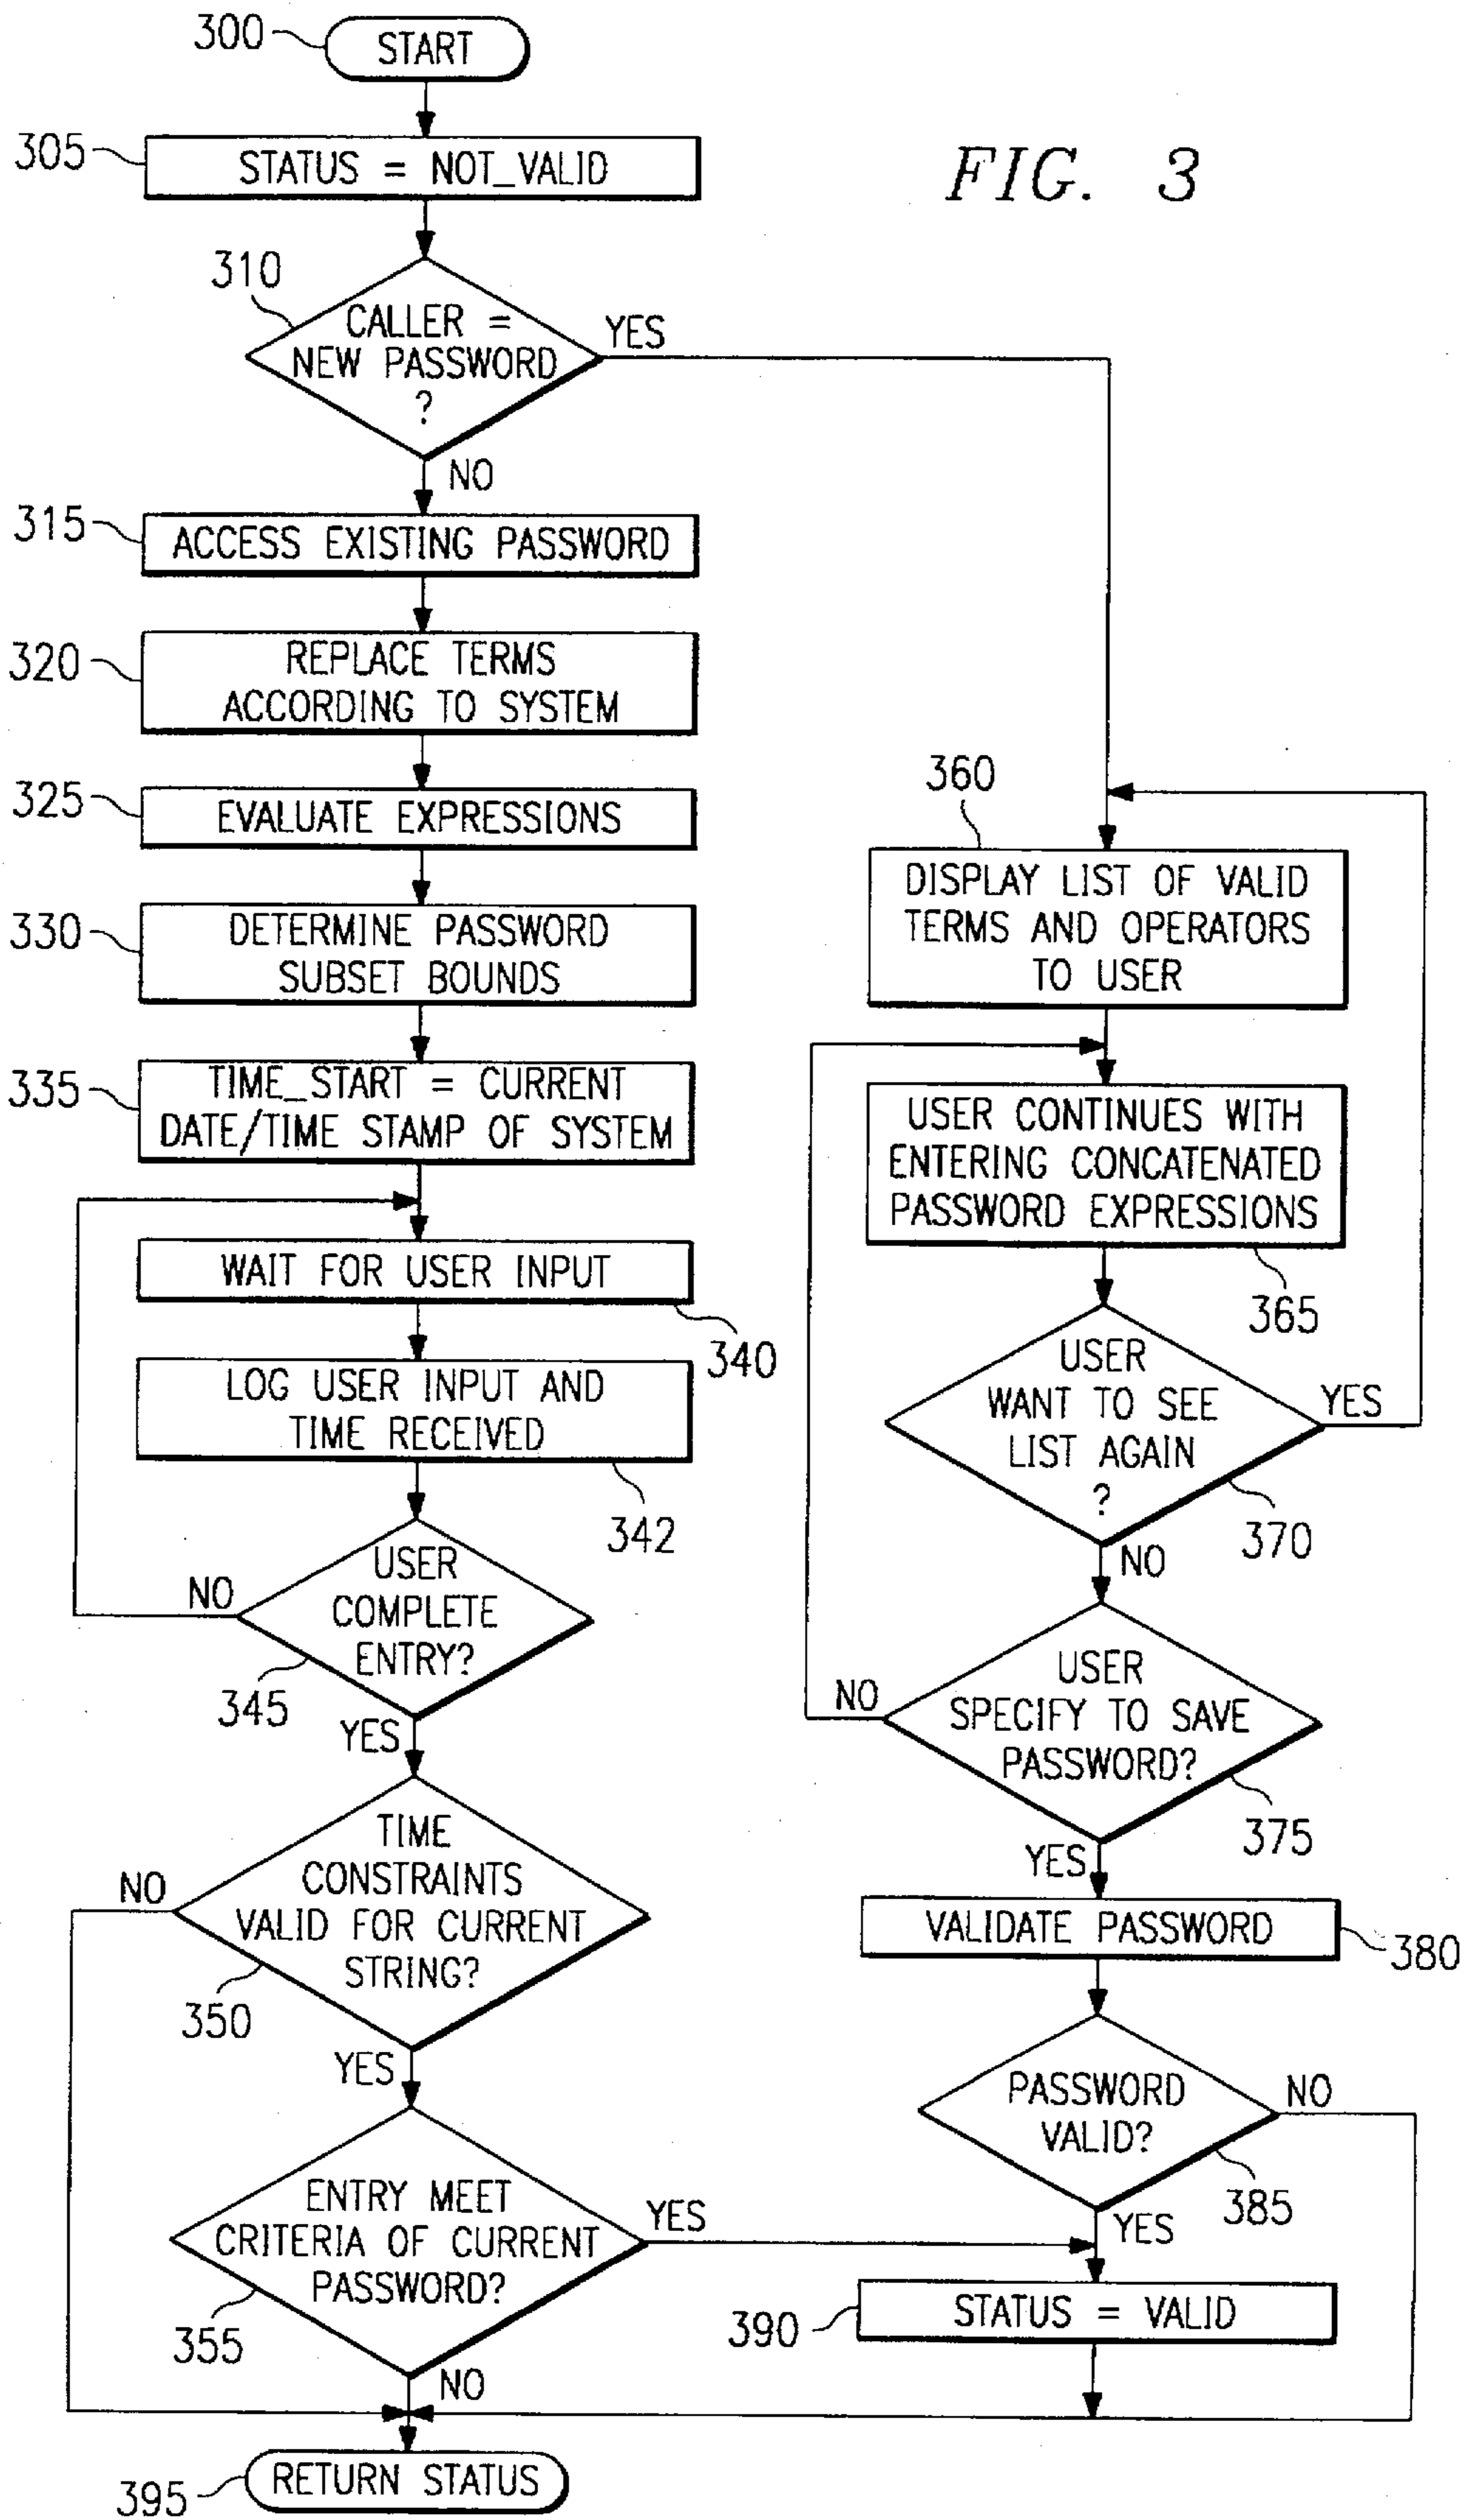 FIG. 3
300
START
305
STATUS = NOT_VALID
310
CALLER =
NEW PASSWORD
?
YES
NO
315
ACCESS EXISTING PASSWORD
320
REPLACE TERMS
ACCORDING TO SYSTEM
325
EVALUATE EXPRESSIONS
330
DETERMINE PASSWORD
SUBSET BOUNDS
335
TIME_START = CURRENT
DATE/TIME STAMP OF SYSTEM
WAIT FOR USER INPUT
340
LOG USER INPUT AND
TIME RECEIVED
342
USER
COMPLETE
ENTRY?
NO
345
YES
TIME
CONSTRAINTS
VALID FOR CURRENT
STRING?
NO
350
YES
ENTRY MEET
CRITERIA OF CURRENT
PASSWORD?
YES
355
NO
360
DISPLAY LIST OF VALID
TERMS AND OPERATORS
TO USER
USER CONTINUES WITH
ENTERING CONCATENATED
PASSWORD EXPRESSIONS
365
USER
WANT TO SEE
LIST AGAIN
?
YES
370
NO
USER
SPECIFY TO SAVE
PASSWORD?
NO
375
YES
VALIDATE PASSWORD
380
PASSWORD
VALID?
NO
385
YES
390
STATUS = VALID
395
RETURN STATUS